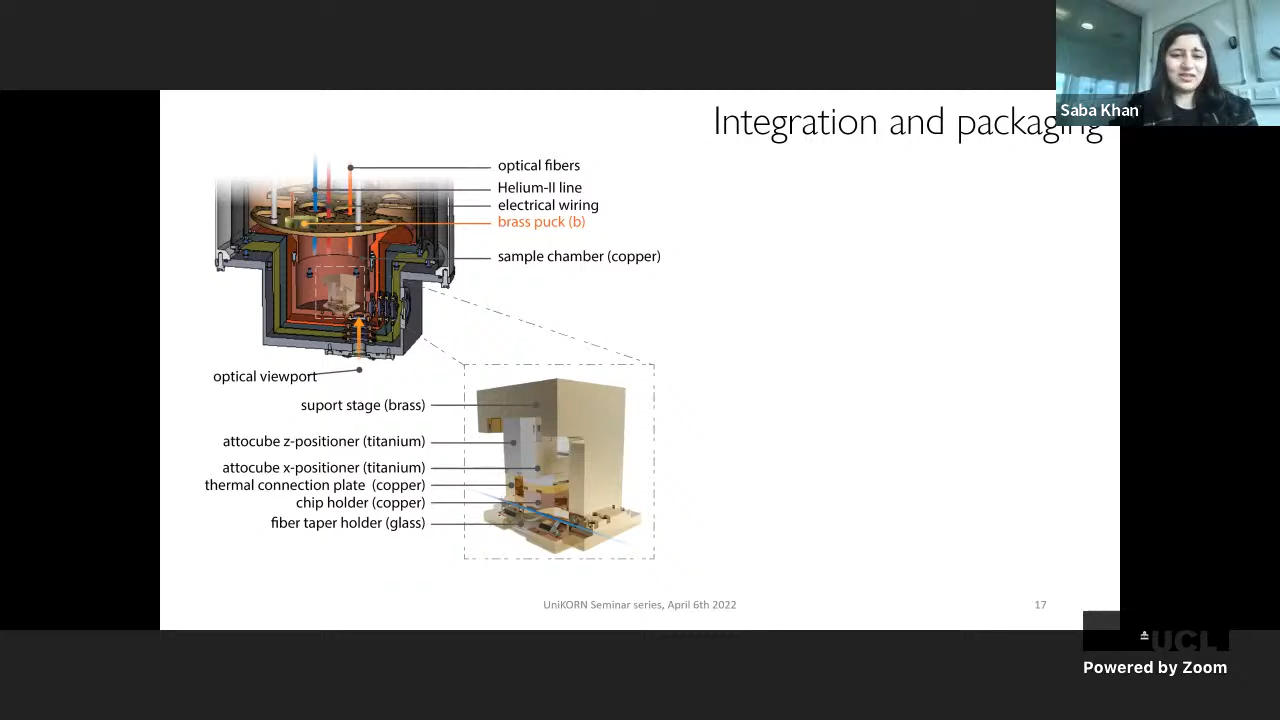 Saba Khan
Integration and packaging
optical fibers
Helium-II line
electrical wiring
brass puck (b)
sample chamber (copper)
optical viewport
suport stage (brass)
attocube z-positioner (titanium)
attocube x-positioner (titanium)
thermal connection plate (copper)
chip holder (copper)
fiber taper holder (glass)
UniKORN Seminar series, April 6th 2022
17
UCL
Powered by Zoom